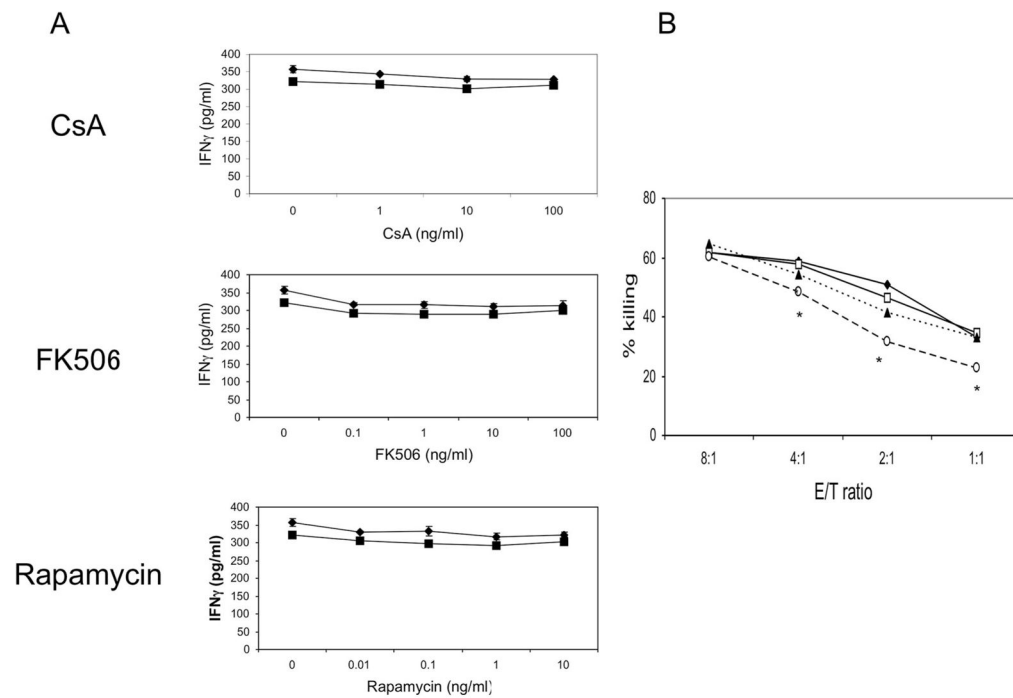 A
B
CsA
400
350
300
250
200
150
100
50
0
IFNγ (pg/ml)
0 1 10 100
CsA (ng/ml)
FK506
400
350
300
250
200
150
100
50
0
IFNγ (pg/ml)
0 0.1 1 10 100
FK506 (ng/ml)
Rapamycin
400
350
300
250
200
150
100
50
0
IFNγ (pg/ml)
0 0.01 0.1 1 10
Rapamycin (ng/ml)
80
60
40
20
0
% killing
*
*
*
8:1 4:1 2:1 1:1
E/T ratio